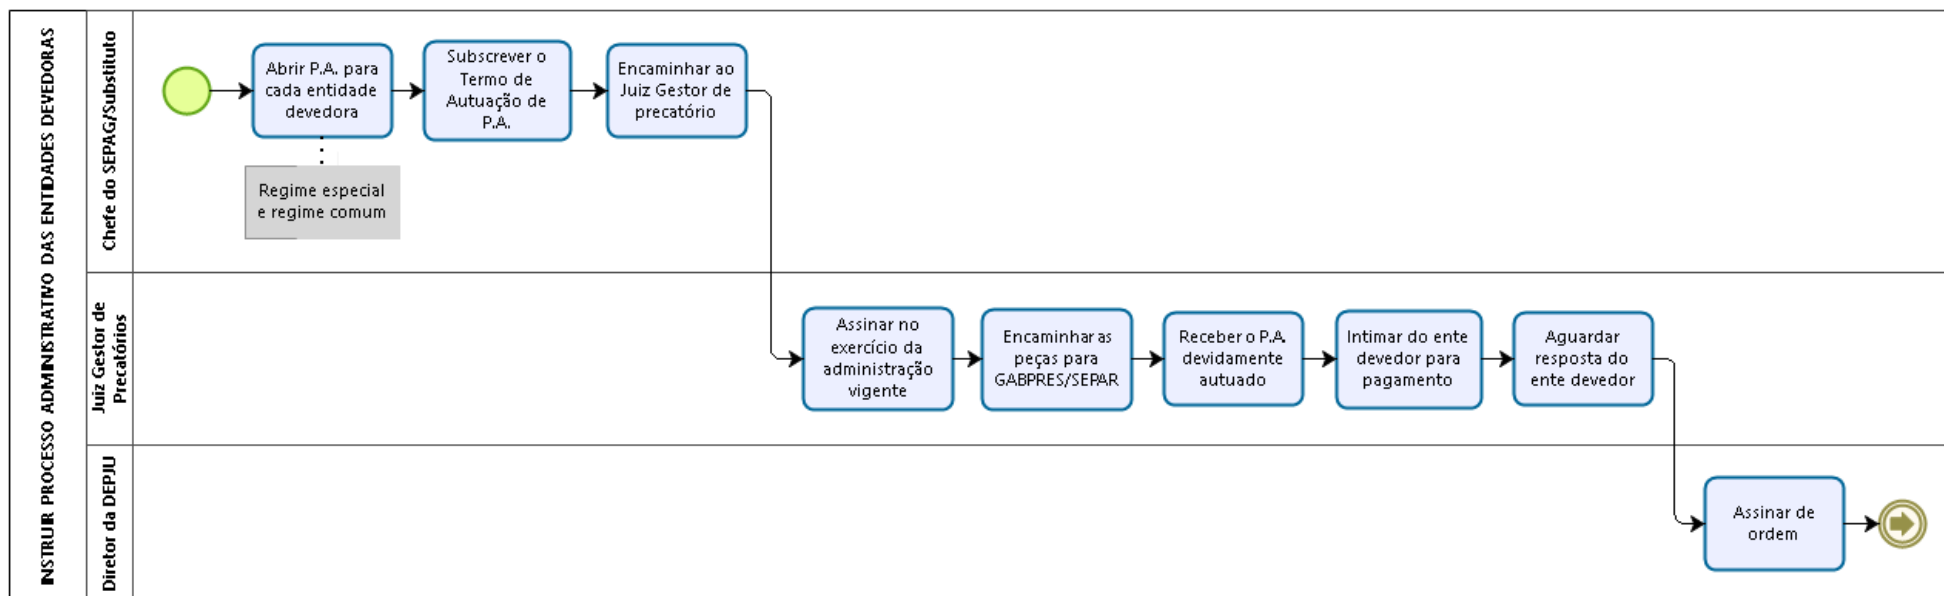 INSTRUIR PROCESSO ADMINISTRATIVO DAS ENTIDADES DEVEDORAS
Chefe do SEPAG/Substituto
Abrir P.A. para
cada entidade
devedora
Subscrever o
Termo de
Autuação de
P.A.
Encaminhar ao
Juiz Gestor de
precatório
Regime especial
e regime comum
Juiz Gestor de
Precatórios
Assinar no
exercício da
administração
vigente
Encaminhar as
peças para
GABPRES/SEPAR
Receber o P.A.
devidamente
autuado
Intimar do ente
devedor para
pagamento
Aguardar
resposta do
ente devedor
Diretor da DEPJU
Assinar de
ordem